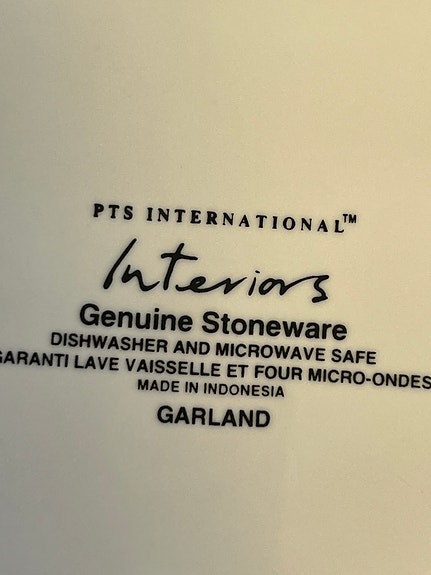 PTS INTERNATIONAL™
Interiors
Genuine Stoneware
DISHWASHER AND MICROWAVE SAFE
GARANTI LAVE VAISSELLE ET FOUR MICRO-ONDES
MADE IN INDONESIA
GARLAND